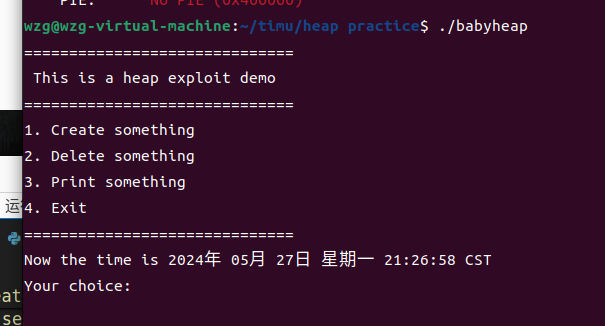 PIE: No PIE (0x400000)
wzg@wzg-virtual-machine:~/timu/heap practice$ ./babyheap
==============================
This is a heap exploit demo
==============================
1. Create something
2. Delete something
3. Print something
4. Exit
==============================
Now the time is 2024年 05月 27日 星期一 21:26:58 CST
Your choice:
eat
se